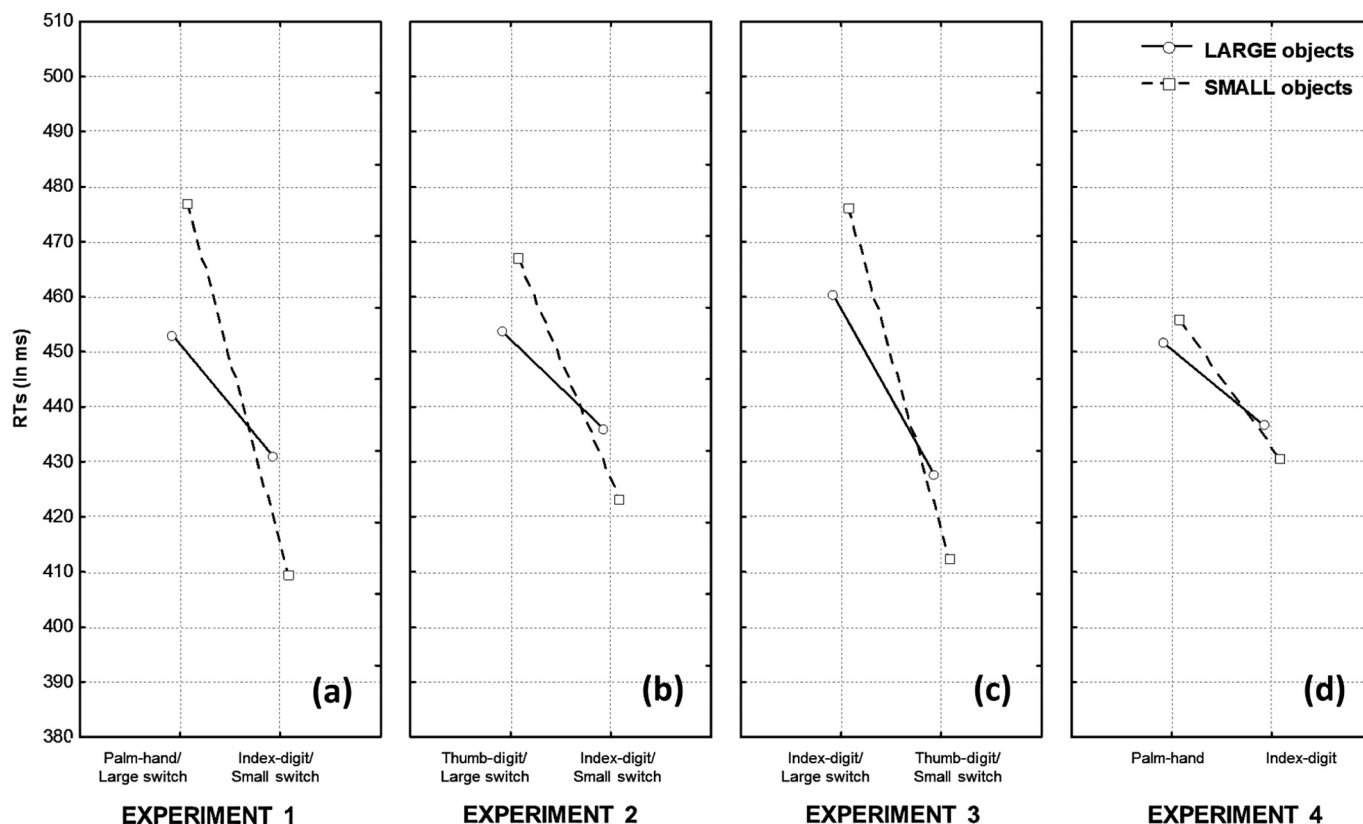 RTs (In ms)
510
500
490
480
470
460
450
440
430
420
410
400
390
380
LARGE objects
SMALL objects
(a)
(b)
(c)
(d)
Palm-hand/
Large switch
Index-digit/
Small switch
Thumb-digit/
Large switch
Index-digit/
Small switch
Index-digit/
Large switch
Thumb-digit/
Small switch
Palm-hand
Index-digit
EXPERIMENT 1
EXPERIMENT 2
EXPERIMENT 3
EXPERIMENT 4